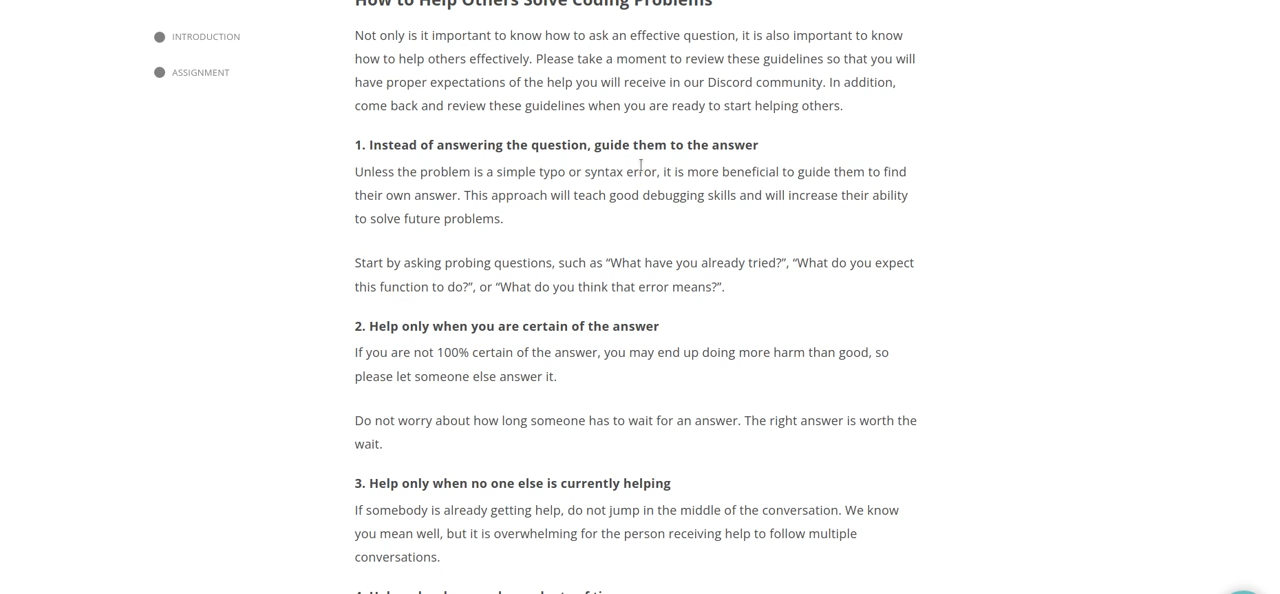 How to Help Others Solve Coding Problems
INTRODUCTION
ASSIGNMENT
Not only is it important to know how to ask an effective question, it is also important to know
how to help others effectively. Please take a moment to review these guidelines so that you will
have proper expectations of the help you will receive in our Discord community. In addition,
come back and review these guidelines when you are ready to start helping others.
1. Instead of answering the question, guide them to the answer
Unless the problem is a simple typo or syntax error, it is more beneficial to guide them to find
their own answer. This approach will teach good debugging skills and will increase their ability
to solve future problems.
Start by asking probing questions, such as “What have you already tried?”, “What do you expect
this function to do?”, or “What do you think that error means?”.
2. Help only when you are certain of the answer
If you are not 100% certain of the answer, you may end up doing more harm than good, so
please let someone else answer it.
Do not worry about how long someone has to wait for an answer. The right answer is worth the
wait.
3. Help only when no one else is currently helping
If somebody is already getting help, do not jump in the middle of the conversation. We know
you mean well, but it is overwhelming for the person receiving help to follow multiple
conversations.